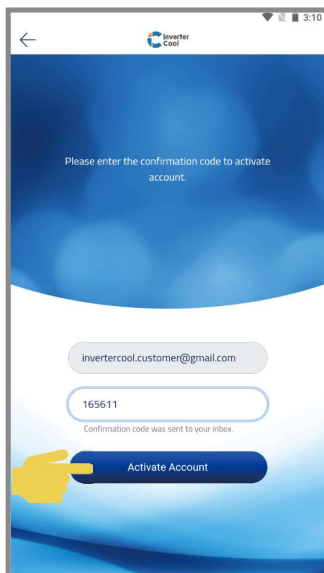 3:10
Inverter
Cool
Please enter the confirmation code to activate
account.
invertercool.customer@gmail.com
165611
Confirmation code was sent to your inbox.
Activate Account